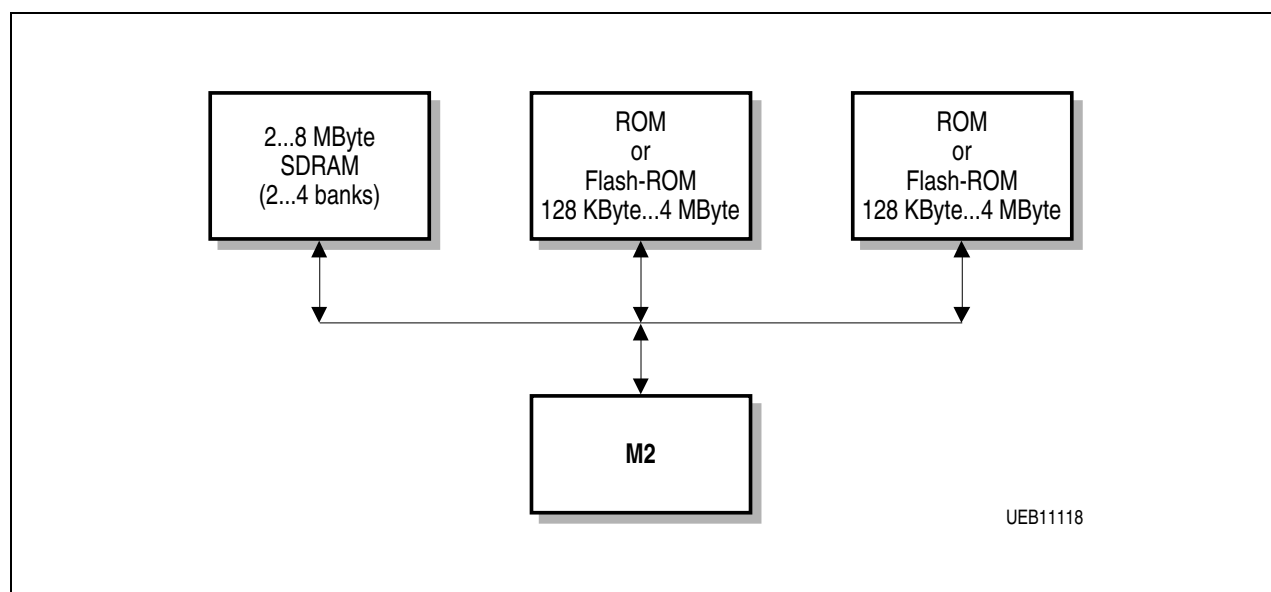 2...8 MByte
SDRAM
(2...4 banks)
ROM
or
Flash-ROM
128 KByte...4 MByte
ROM
or
Flash-ROM
128 KByte...4 MByte
M2
UEB11118